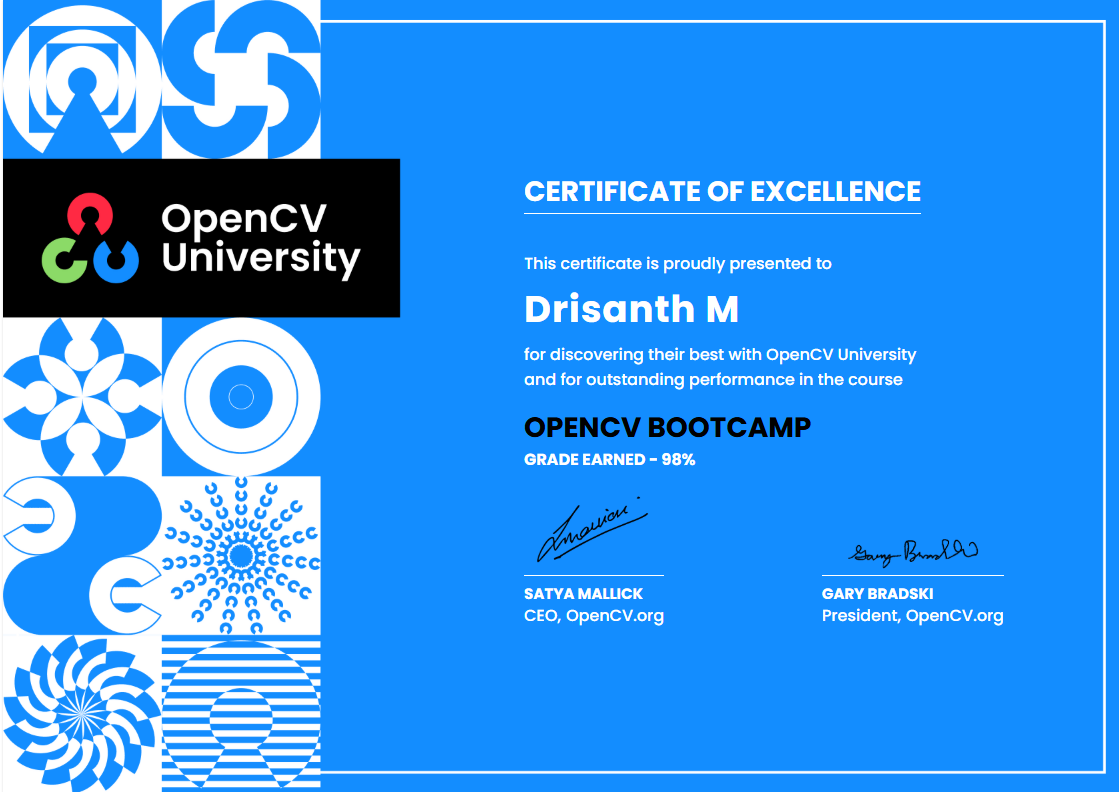 OpenCV
University
CERTIFICATE OF EXCELLENCE
This certificate is proudly presented to
Drisanth M
for discovering their best with OpenCV University
and for outstanding performance in the course
OPENCV BOOTCAMP
GRADE EARNED - 98%
SATYA MALLICK
CEO, OpenCV.org
Gary Bradski
GARY BRADSKI
President, OpenCV.org